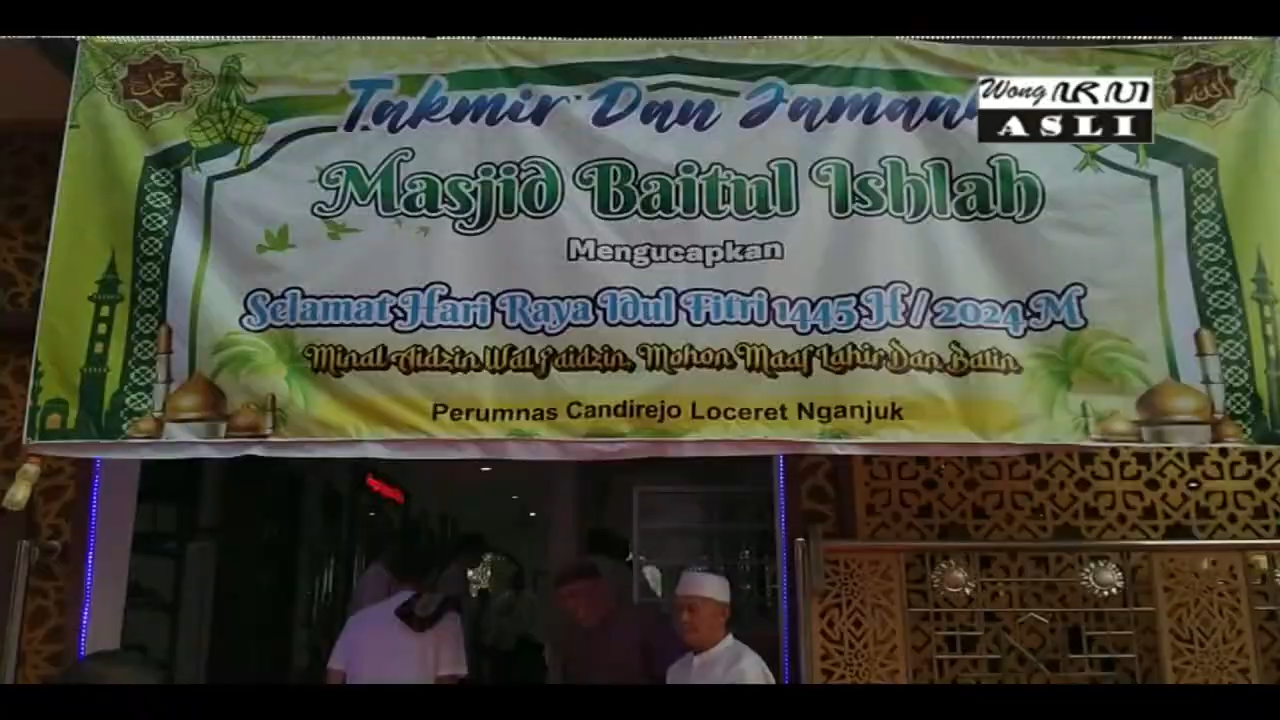 Takmir Dan Jamaah
Masjid Baitul Ishlah
Mengucapkan
Selamat Hari Raya Idul Fitri 1445 H / 2024 M
Minal Aidzin Wal Faidzin, Mohon Maaf Lahir Dan Batin
Perumnas Candirejo Loceret Nganjuk
Wong
ASLI